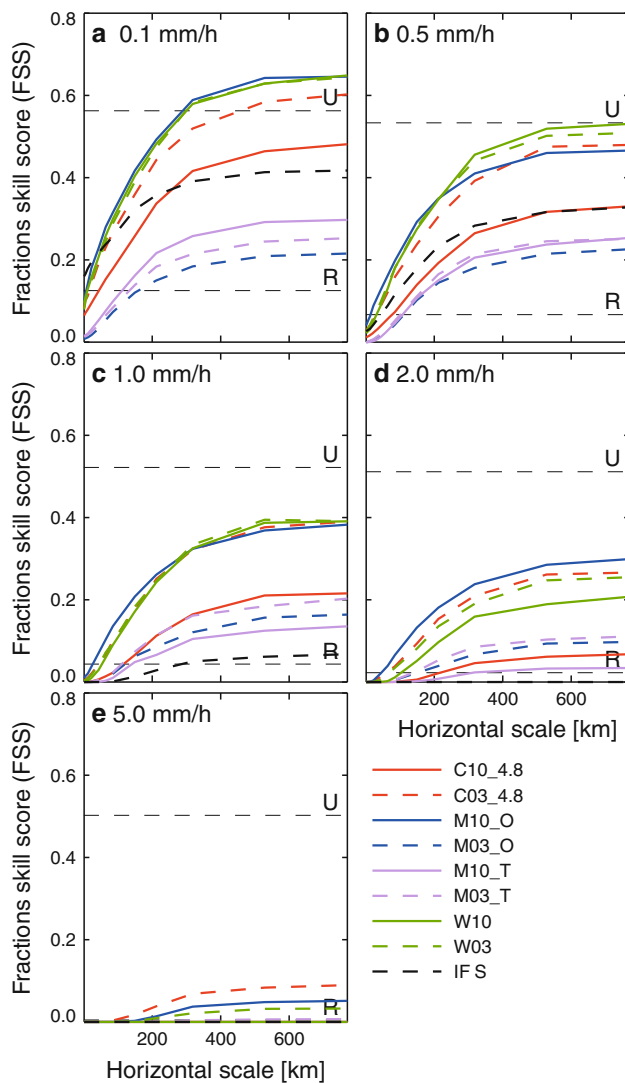 a 0.1 mm/h
b 0.5 mm/h
Fractions skill score (FSS)
0.8
0.6
0.4
0.2
0.0
U
R
U
R
c 1.0 mm/h
d 2.0 mm/h
Fractions skill score (FSS)
0.8
0.6
0.4
0.2
0.0
U
R
U
R
200 400 600
Horizontal scale [km]
e 5.0 mm/h
Fractions skill score (FSS)
0.8
0.6
0.4
0.2
0.0
U
R
200 400 600
Horizontal scale [km]
C10_4.8
C03_4.8
M10_O
M03_O
M10_T
M03_T
W10
W03
IFS